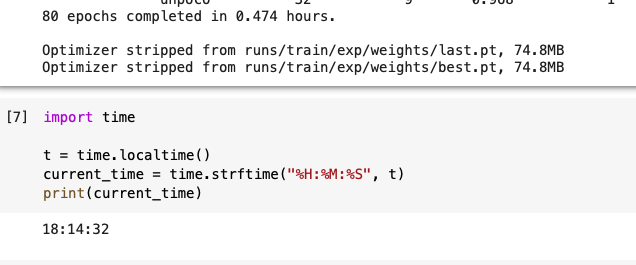 80 epochs completed in 0.474 hours.
Optimizer stripped from runs/train/exp/weights/last.pt, 74.8MB
Optimizer stripped from runs/train/exp/weights/best.pt, 74.8MB
[7] import time
t = time.localtime()
current_time = time.strftime("%H:%M:%S", t)
print(current_time)
18:14:32